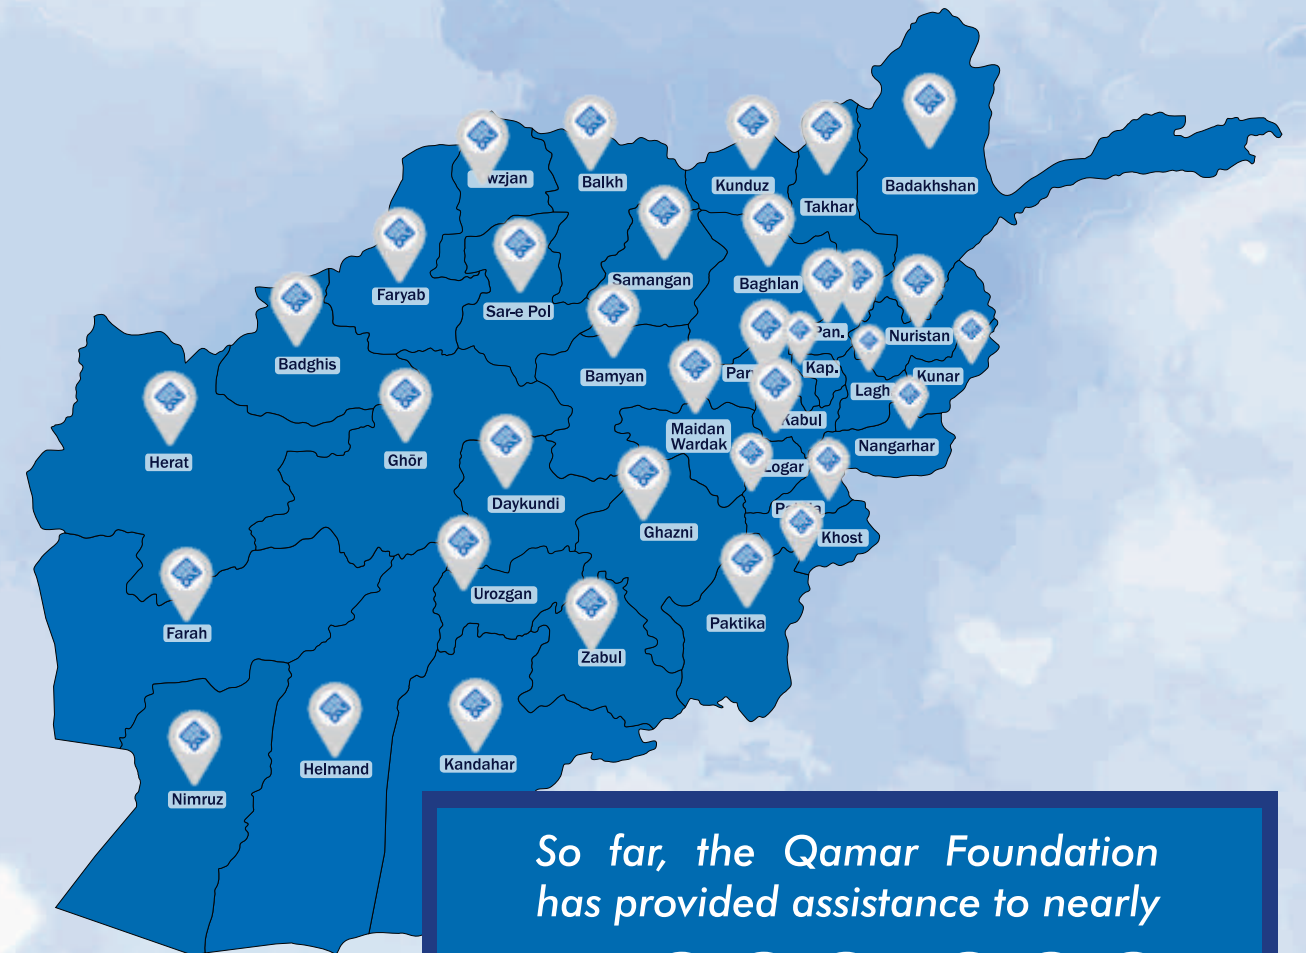 Badakhshan
wzjan
Balkh
Kunduz
Takhar
Samangan
Baghlan
Faryab
Sar-e Pol
Pan.
Nuristan
Badghis
Bamyan
Par
Kap.
Kunar
Lagh
Kabul
Maidan
Wardak
Nangarhar
Herat
Ghōr
Logar
Daykundi
Ghazni
Khost
Urozgan
Paktika
Farah
Zabul
Helmand
Kandahar
Nimruz
So far, the Qamar Foundation
has provided assistance to nearly